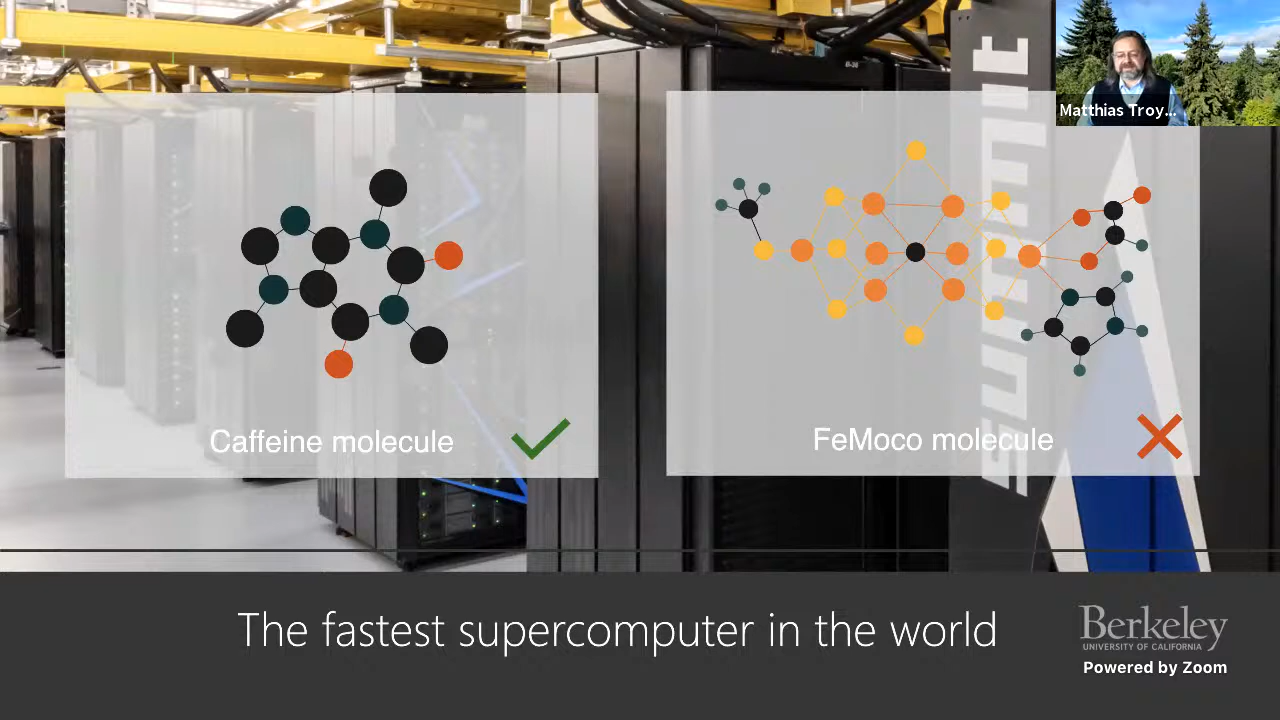 Matthias Troy...
SUMMIT
Caffeine molecule
FeMoco molecule
The fastest supercomputer in the world
Berkeley
UNIVERSITY OF CALIFORNIA
Powered by Zoom